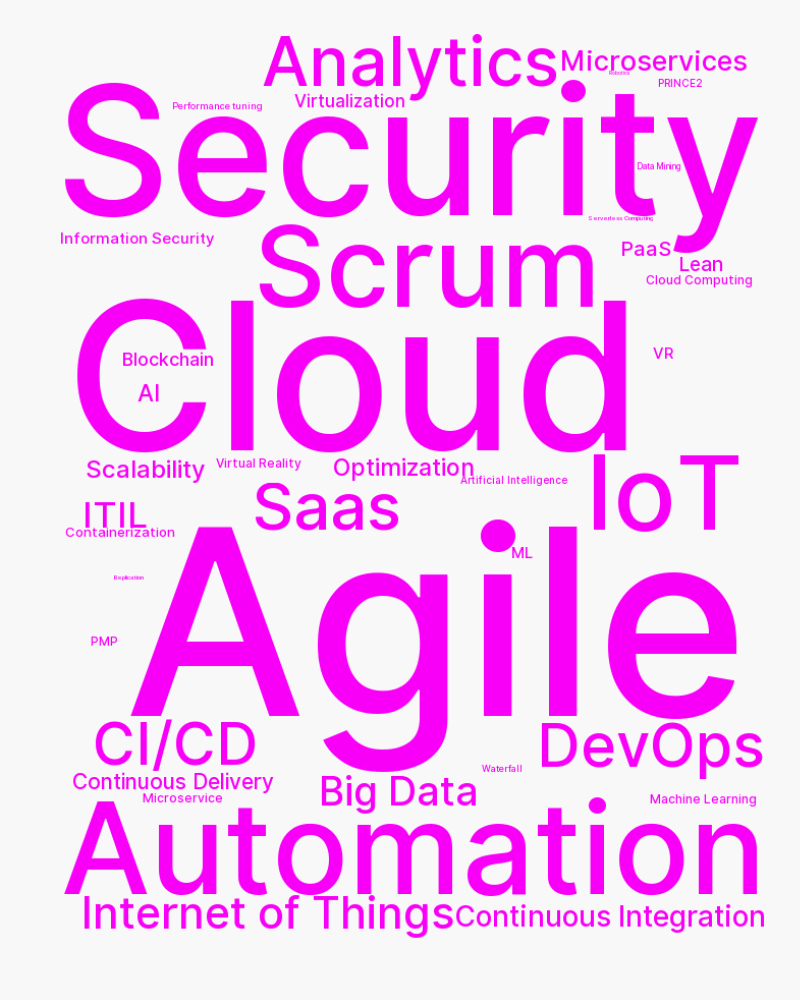 Analytics
Microservices
Robotics
PRINCE2
Virtualization
Performance tuning
Security
Data Mining
Serverless Computing
Information Security
Scrum
PaaS
Lean
Cloud Computing
Cloud
Blockchain
VR
AI
Scalability
Virtual Reality
Optimization
Artificial Intelligence
IoT
Saas
ITIL
Containerization
ML
Agile
Replication
PMP
CI/CD
DevOps
Waterfall
Continuous Delivery
Big Data
Microservice
Machine Learning
Automation
Internet of Things
Continuous Integration